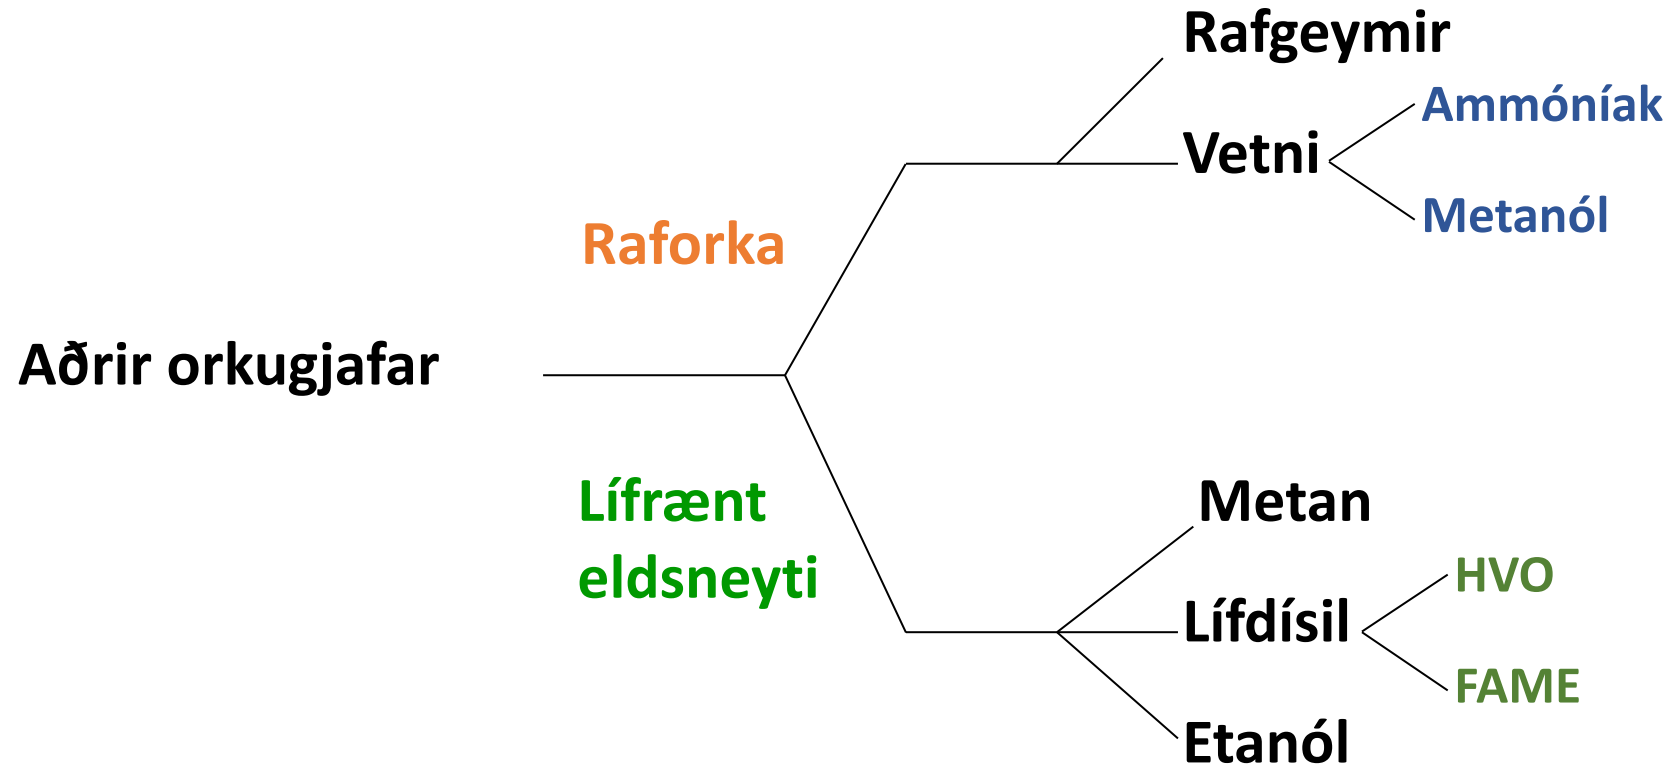 Rafgeymir
Ammóníak
Vetni
Metanól
Raforka
Aðrir orkugjafar
Lífrænt
eldsneyti
Metan
HVO
Lífdísil
FAME
Etanól